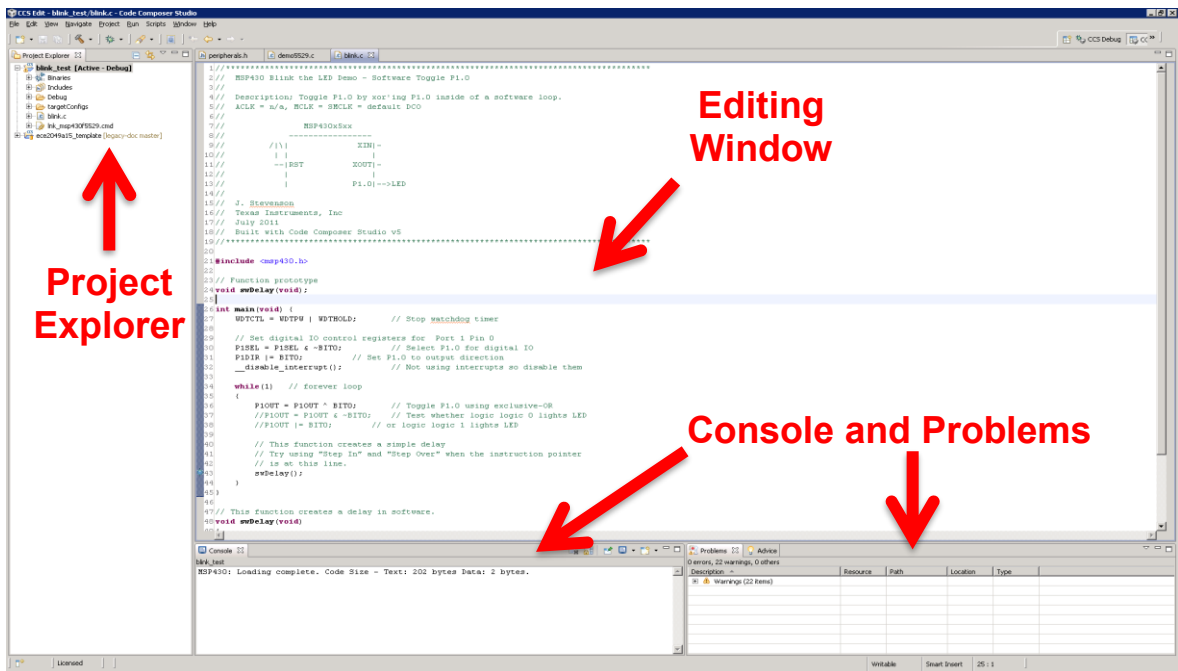 CCS Edit - blink_test/blink.c - Code Composer Studio
File Edit View Navigate Project Run Scripts Window Help
CCS Debug CC»
Project Explorer
blink_test [Active - Debug]
Binaries
Includes
Debug
targetConfigs
blink.c
lnk_msp430f5529.cmd
ece2049a15_template [legacy-doc master]
Project
Explorer
peripherals.h demo5529.c blink.c
1//***************************************************************************************
2// MSP430 Blink the LED Demo - Software Toggle P1.0
3//
4// Description; Toggle P1.0 by xor'ing P1.0 inside of a software loop.
5// ACLK = n/a, MCLK = SMCLK = default DCO
6//
7// MSP430x5xx
8// -----------------
9// /|\| XIN|-
10// | | |
11// --|RST XOUT|-
12// | |
13// | P1.0|-->LED
14//
15// J. Stevenson
16// Texas Instruments, Inc
17// July 2011
18// Built with Code Composer Studio v5
19//***************************************************************************************
20
21#include <msp430.h>
22
23// Function prototype
24void swDelay(void);
25
26int main(void) {
27 WDTCTL = WDTPW | WDTHOLD; // Stop watchdog timer
28
29 // Set digital IO control registers for Port 1 Pin 0
30 P1SEL = P1SEL & ~BIT0; // Select P1.0 for digital IO
31 P1DIR |= BIT0; // Set P1.0 to output direction
32 __disable_interrupt(); // Not using interrupts so disable them
33
34 while(1) // forever loop
35 {
36 P1OUT = P1OUT ^ BIT0; // Toggle P1.0 using exclusive-OR
37 //P1OUT = P1OUT & ~BIT0; // Test whether logic logic 0 lights LED
38 //P1OUT |= BIT0; // or logic logic 1 lights LED
39
40 // This function creates a simple delay
41 // Try using "Step In" and "Step Over" when the instruction pointer
42 // is at this line.
43 swDelay();
44 }
45}
46
47// This function creates a delay in software.
48void swDelay(void)
Editing
Window
Console and Problems
Console
blink_test
MSP430: Loading complete. Code Size - Text: 202 bytes Data: 2 bytes.
Problems Advice
0 errors, 22 warnings, 0 others
Description Resource Path Location Type
Warnings (22 items)
Licensed Writable Smart Insert 25 : 1